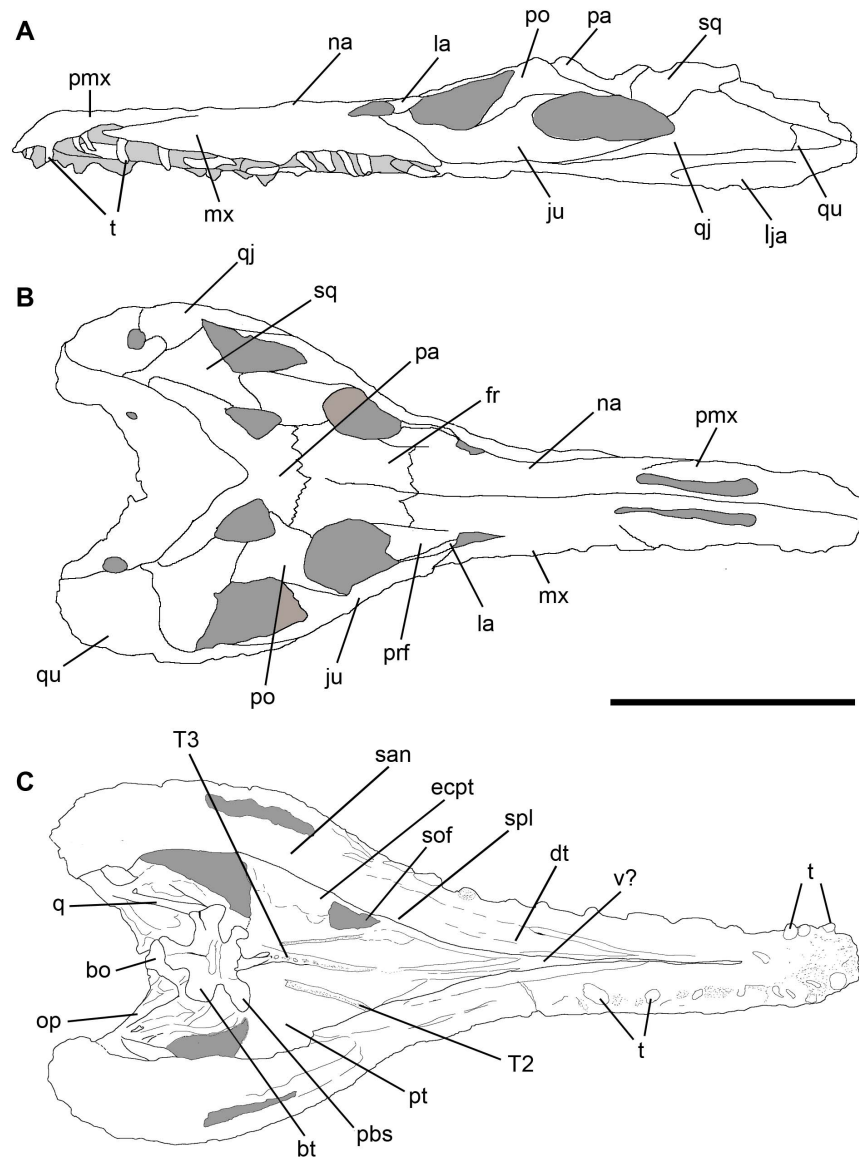 A
pmx
na
la
po
pa
sq
t
mx
ju
qj
lja
qu
B
qj
sq
pa
fr
na
pmx
qu
po
ju
prf
la
mx
C
T3
san
ecpt
sof
spl
dt
v?
t
q
bo
op
bt
pbs
pt
T2
t